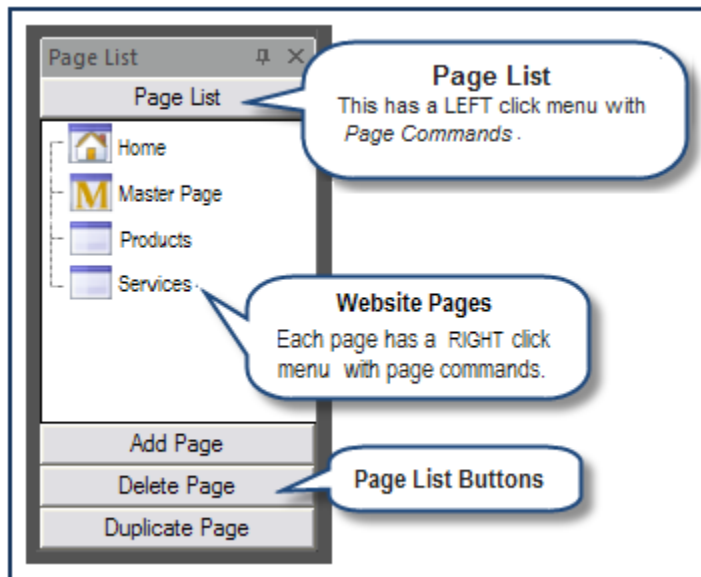 Page List
Page List
Page List
This has a LEFT click menu with
Page Commands.
Home
M
Master Page
Products
Services
Website Pages
Each page has a RIGHT click
menu with page commands.
Add Page
Delete Page
Page List Buttons
Duplicate Page